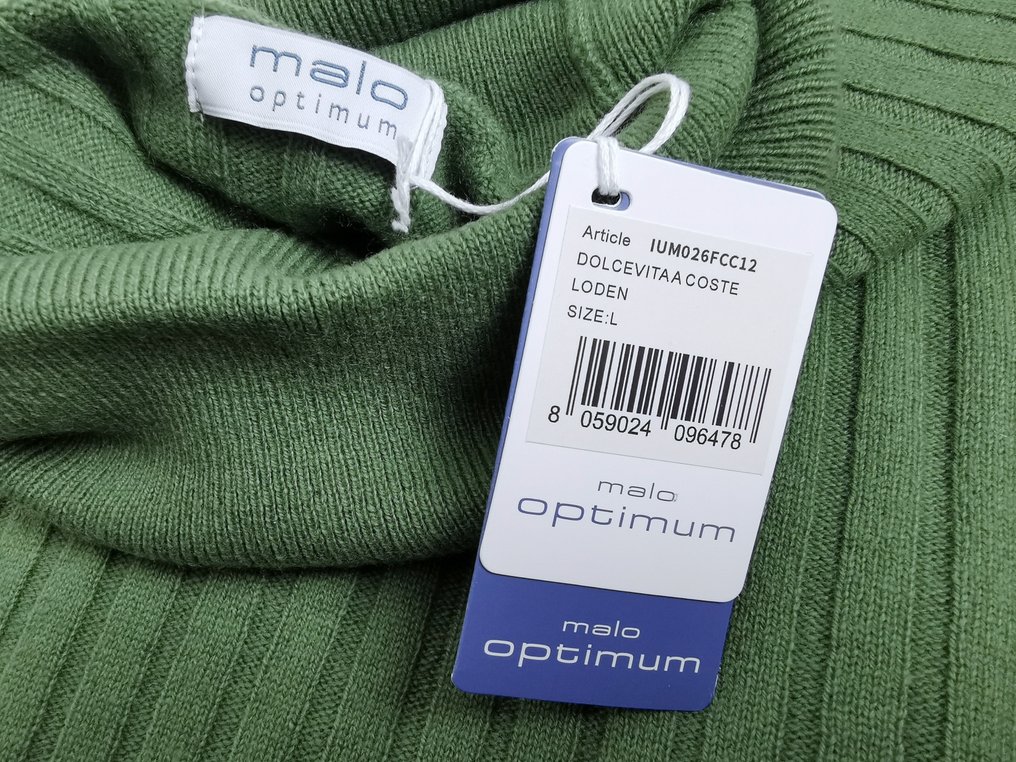 malo
optimum
Article IUM026FCC12
DOLCEVITA A COSTE
LODEN
SIZE:L
8 059024 096478
malo
optimum
malo
optimum